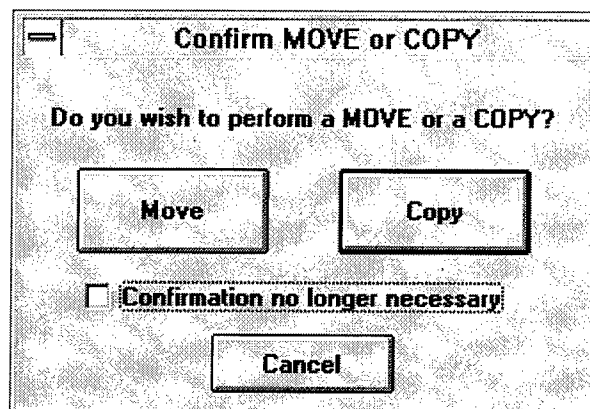 Confirm MOVE or COPY
Do you wish to perform a MOVE or a COPY?
Move Copy
Confirmation no longer necessary
Cancel